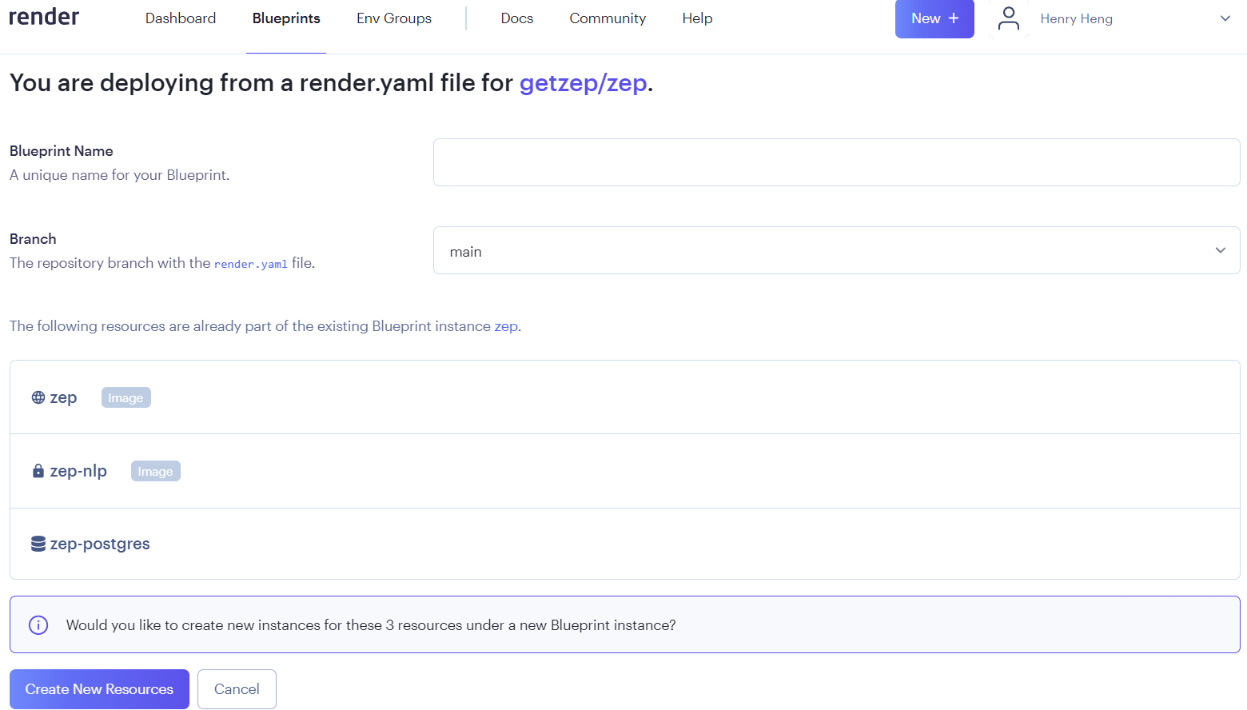 render
Dashboard
Blueprints
Env Groups
Docs
Community
Help
New +
Henry Heng
You are deploying from a render.yaml file for getzep/zep.
Blueprint Name
A unique name for your Blueprint.
Branch
The repository branch with the render.yaml file.
main
The following resources are already part of the existing Blueprint instance zep.
zep Image
zep-nlp Image
zep-postgres
Would you like to create new instances for these 3 resources under a new Blueprint instance?
Create New Resources
Cancel